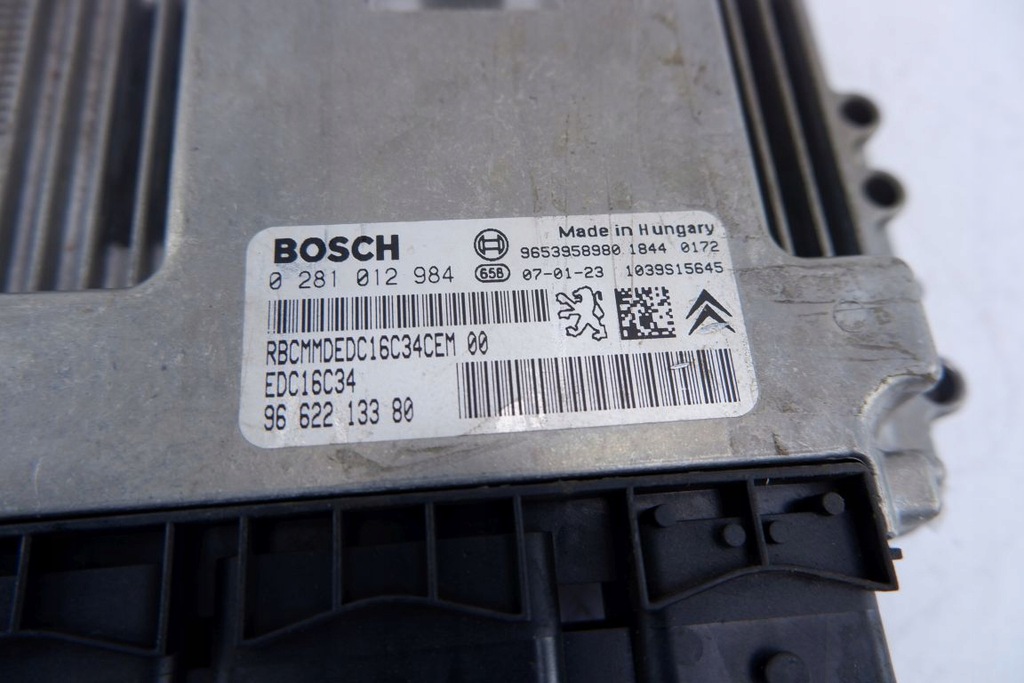 BOSCH
Made in Hungary
9653958980 1844 0172
0 281 012 984 658 07-01-23 1039S15645
RBCMMDEDC16C34CEM 00
EDC16C34
96 622 133 80